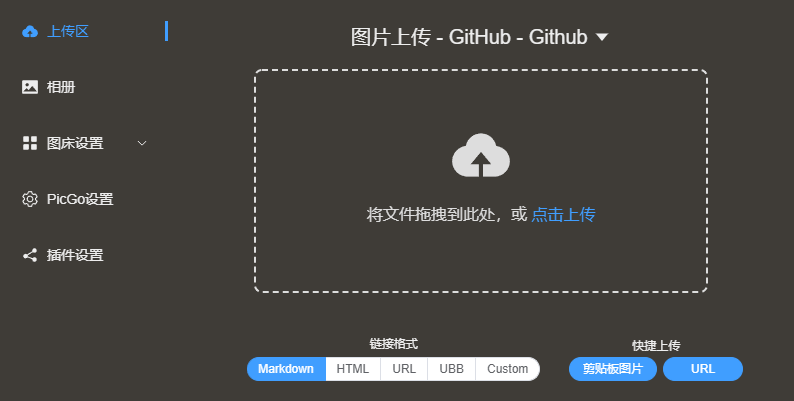 上传区
相册
图床设置
PicGo设置
插件设置
图片上传 - GitHub - Github
将文件拖拽到此处，或 点击上传
链接格式
Markdown HTML URL UBB Custom
快捷上传
剪贴板图片 URL